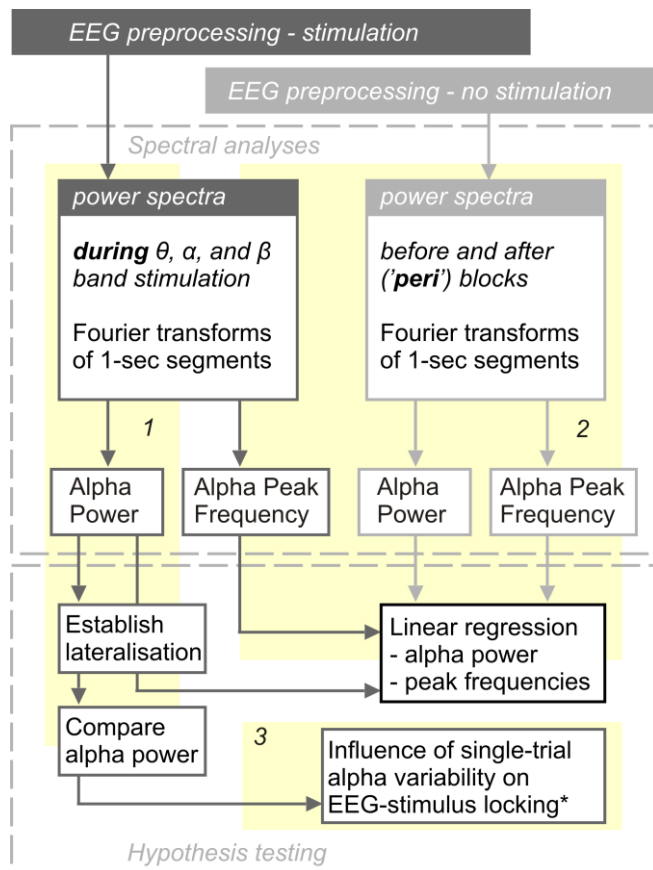 EEG preprocessing - stimulation
EEG preprocessing - no stimulation
Spectral analyses
power spectra
during θ, α, and β
band stimulation
Fourier transforms
of 1-sec segments
power spectra
before and after
('peri') blocks
Fourier transforms
of 1-sec segments
1
2
Alpha
Power
Alpha Peak
Frequency
Alpha
Power
Alpha Peak
Frequency
Establish
lateralisation
Linear regression
- alpha power
- peak frequencies
Compare
alpha power
3
Influence of single-trial
alpha variability on
EEG-stimulus locking*
Hypothesis testing